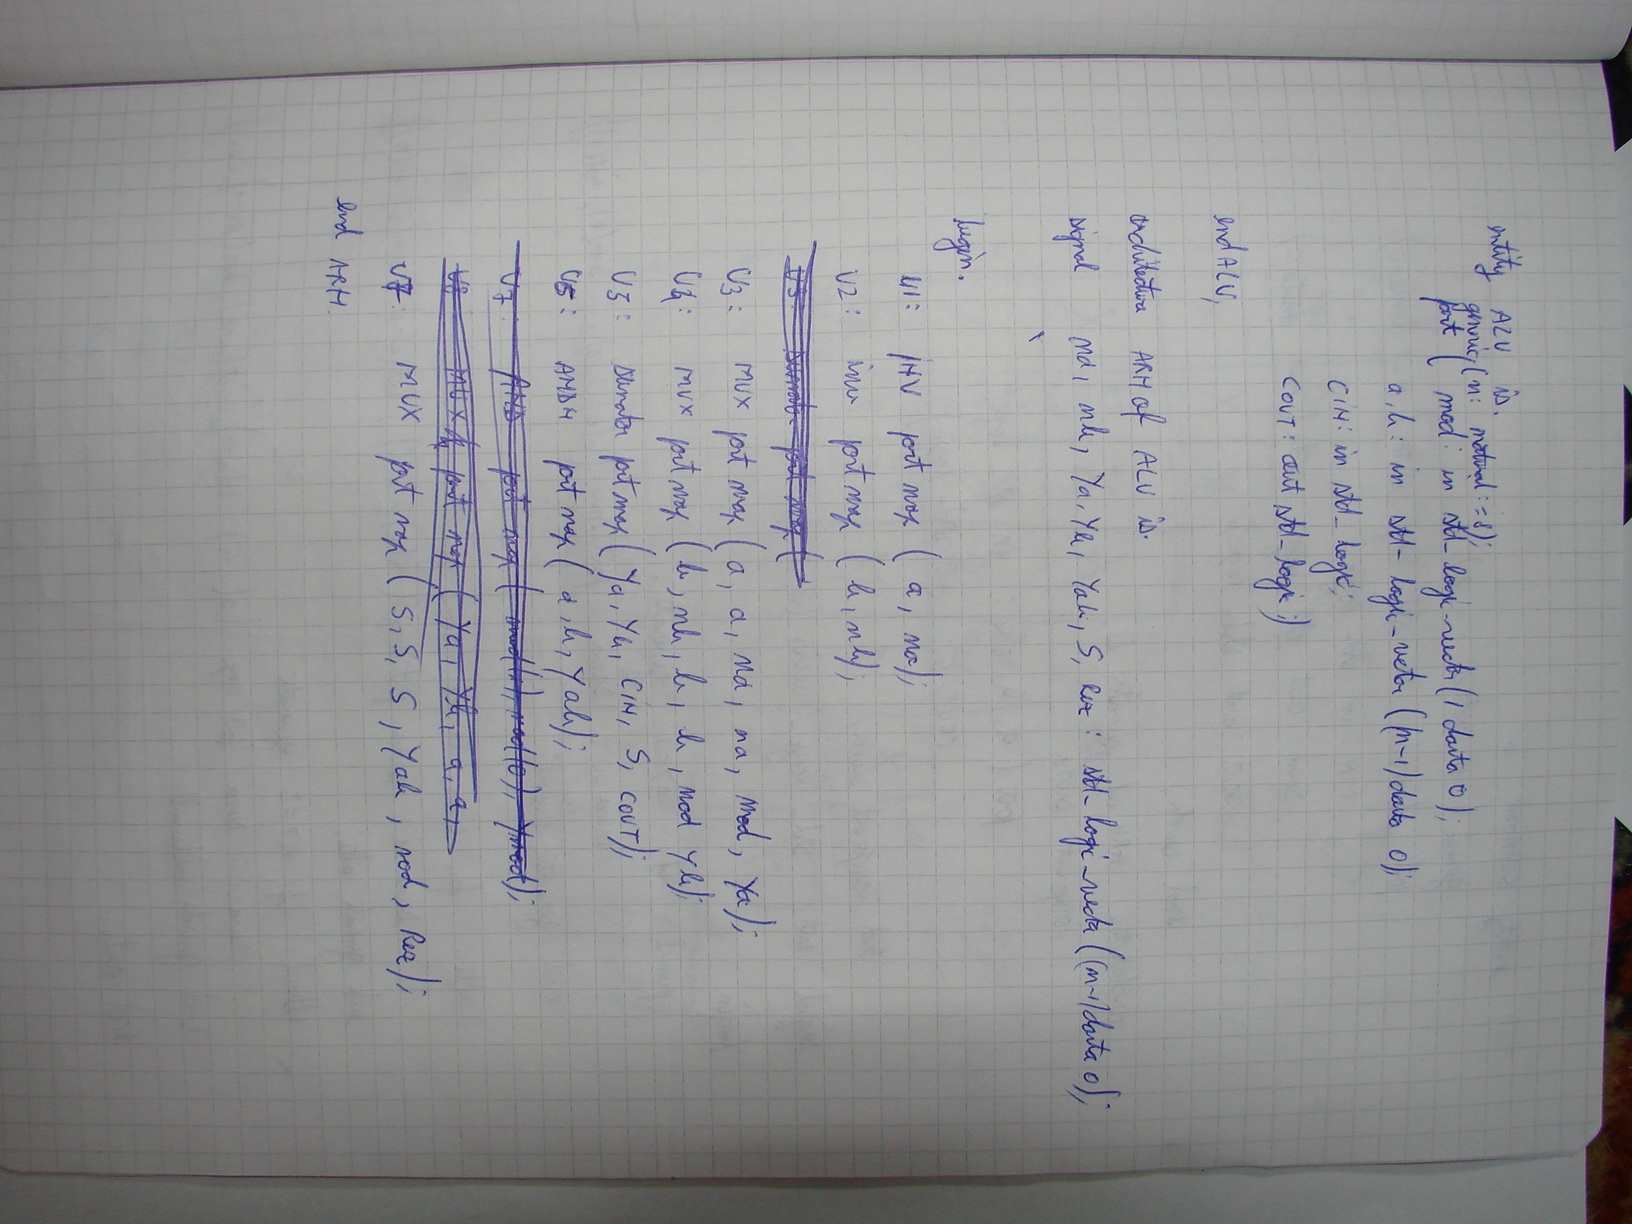 entity ALU is
generic(n: natural := 8);
port( mod : in std_logic_vector(1 downto 0);
a, b : in std_logic_vector (n-1) downto 0);
CIN : in std_logic;
COUT : out std_logic;)
end ALU;
architecture ARH of ALU is.
signal na, nb, Ya, Yb, Yab, S, Rez : std_logic_vector ((n-1) downto 0);
begin.
U1: INV port map ( a, na);
U2: inv port map ( b, nb);
U3: mux port map ( a, a, na, na, mod, Ya);
U4: mux port map ( b, nb, b, b, mod Yb);
U5: sumator port map ( Ya, Yb, CIN, S, COUT);
U6: ANDN port map ( a, b, Yab);
U7: MUX port map ( S, S, S, Yab, mod, Rez);
end ARH.